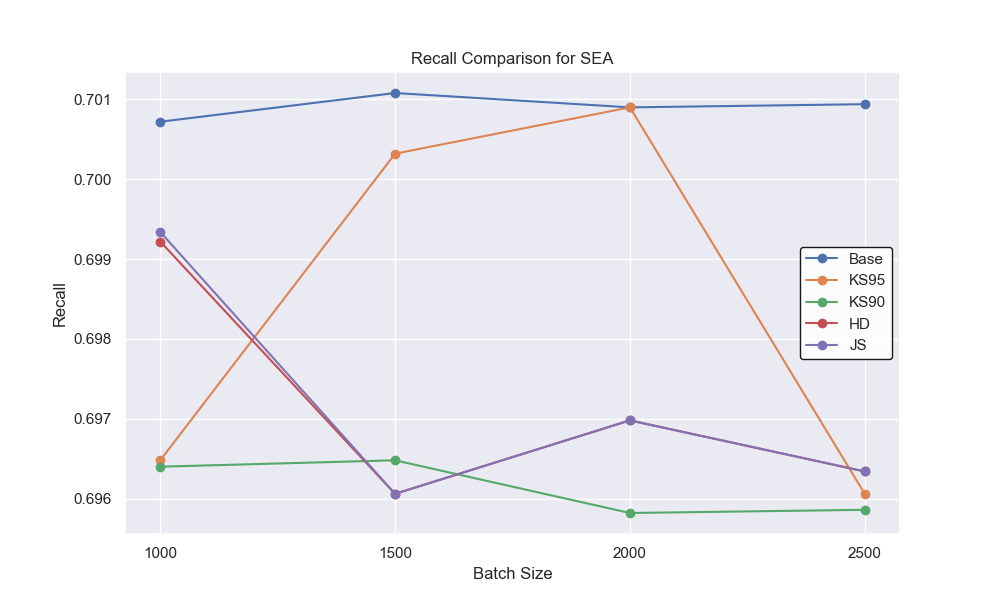 Recall Comparison for SEA
0.701
0.700
0.699
0.698
0.697
0.696
Recall
Base
KS95
KS90
HD
JS
1000 1500 2000 2500
Batch Size